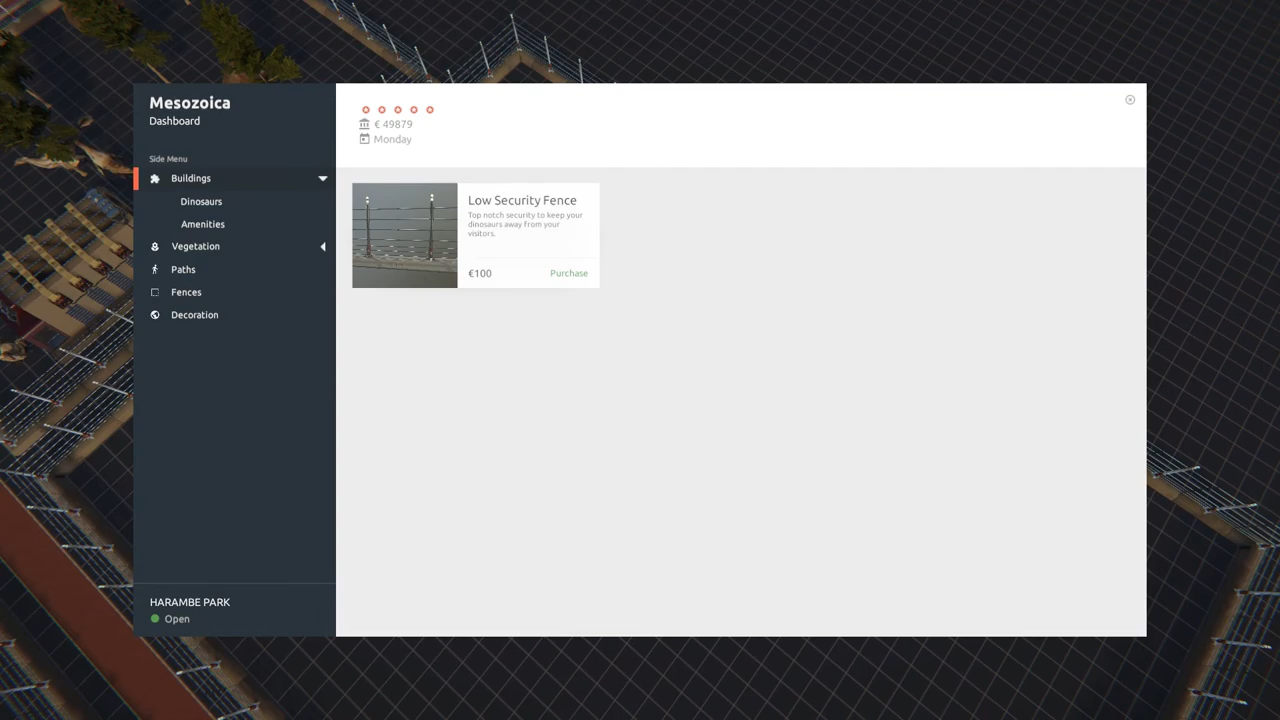 Mesozoica
Dashboard
Side Menu
Buildings
Dinosaurs
Amenities
Vegetation
Paths
Fences
Decoration
HARAMBE PARK
Open
€ 49879
Monday
Low Security Fence
Top notch security to keep your
dinosaurs away from your
visitors.
€100
Purchase